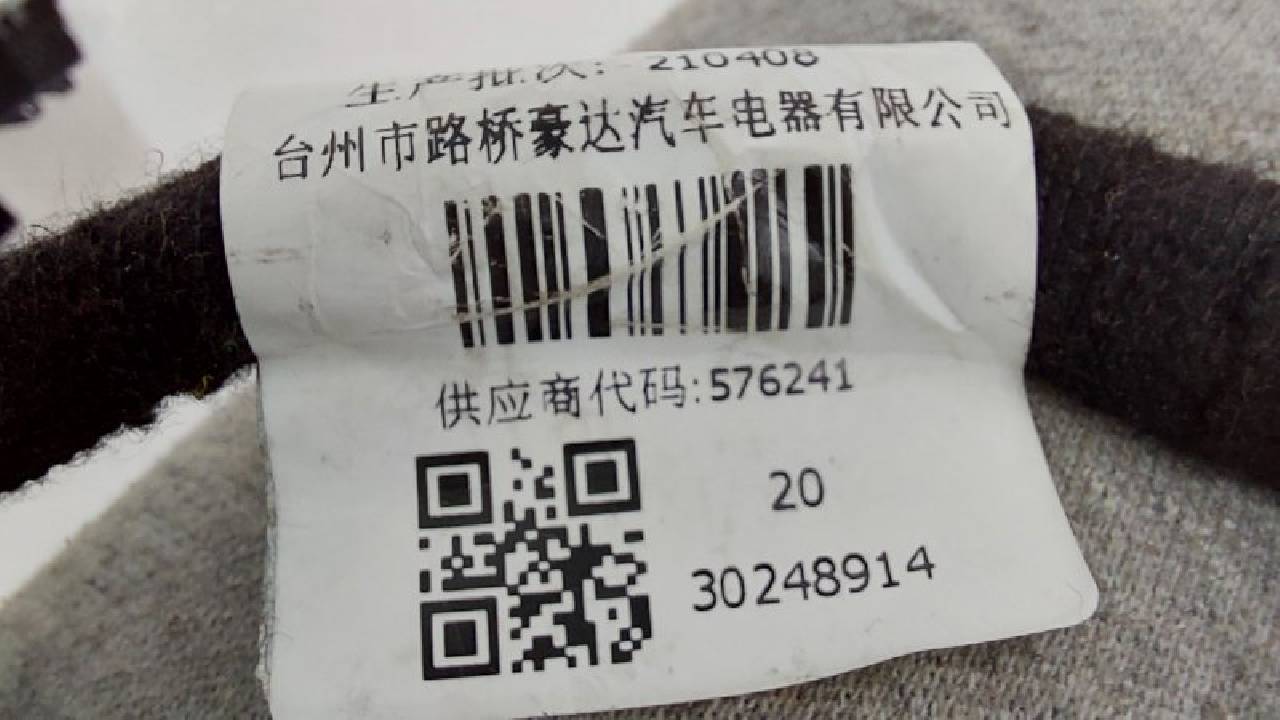 生产批次: 210408
台州市路桥豪达汽车电器有限公司
供应商代码:576241
20
30248914